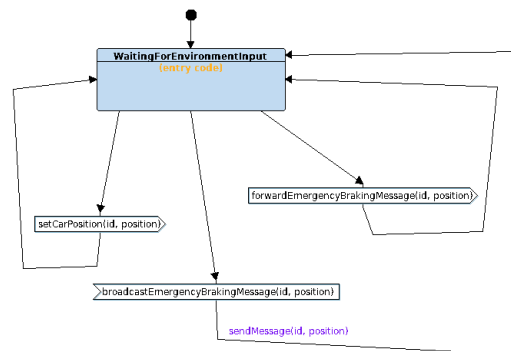 WaitingForEnvironmentInput
(entry code)
forwardEmergencyBrakingMessage(id, position)
setCarPosition(id, position)
broadcastEmergencyBrakingMessage(id, position)
sendMessage(id, position)